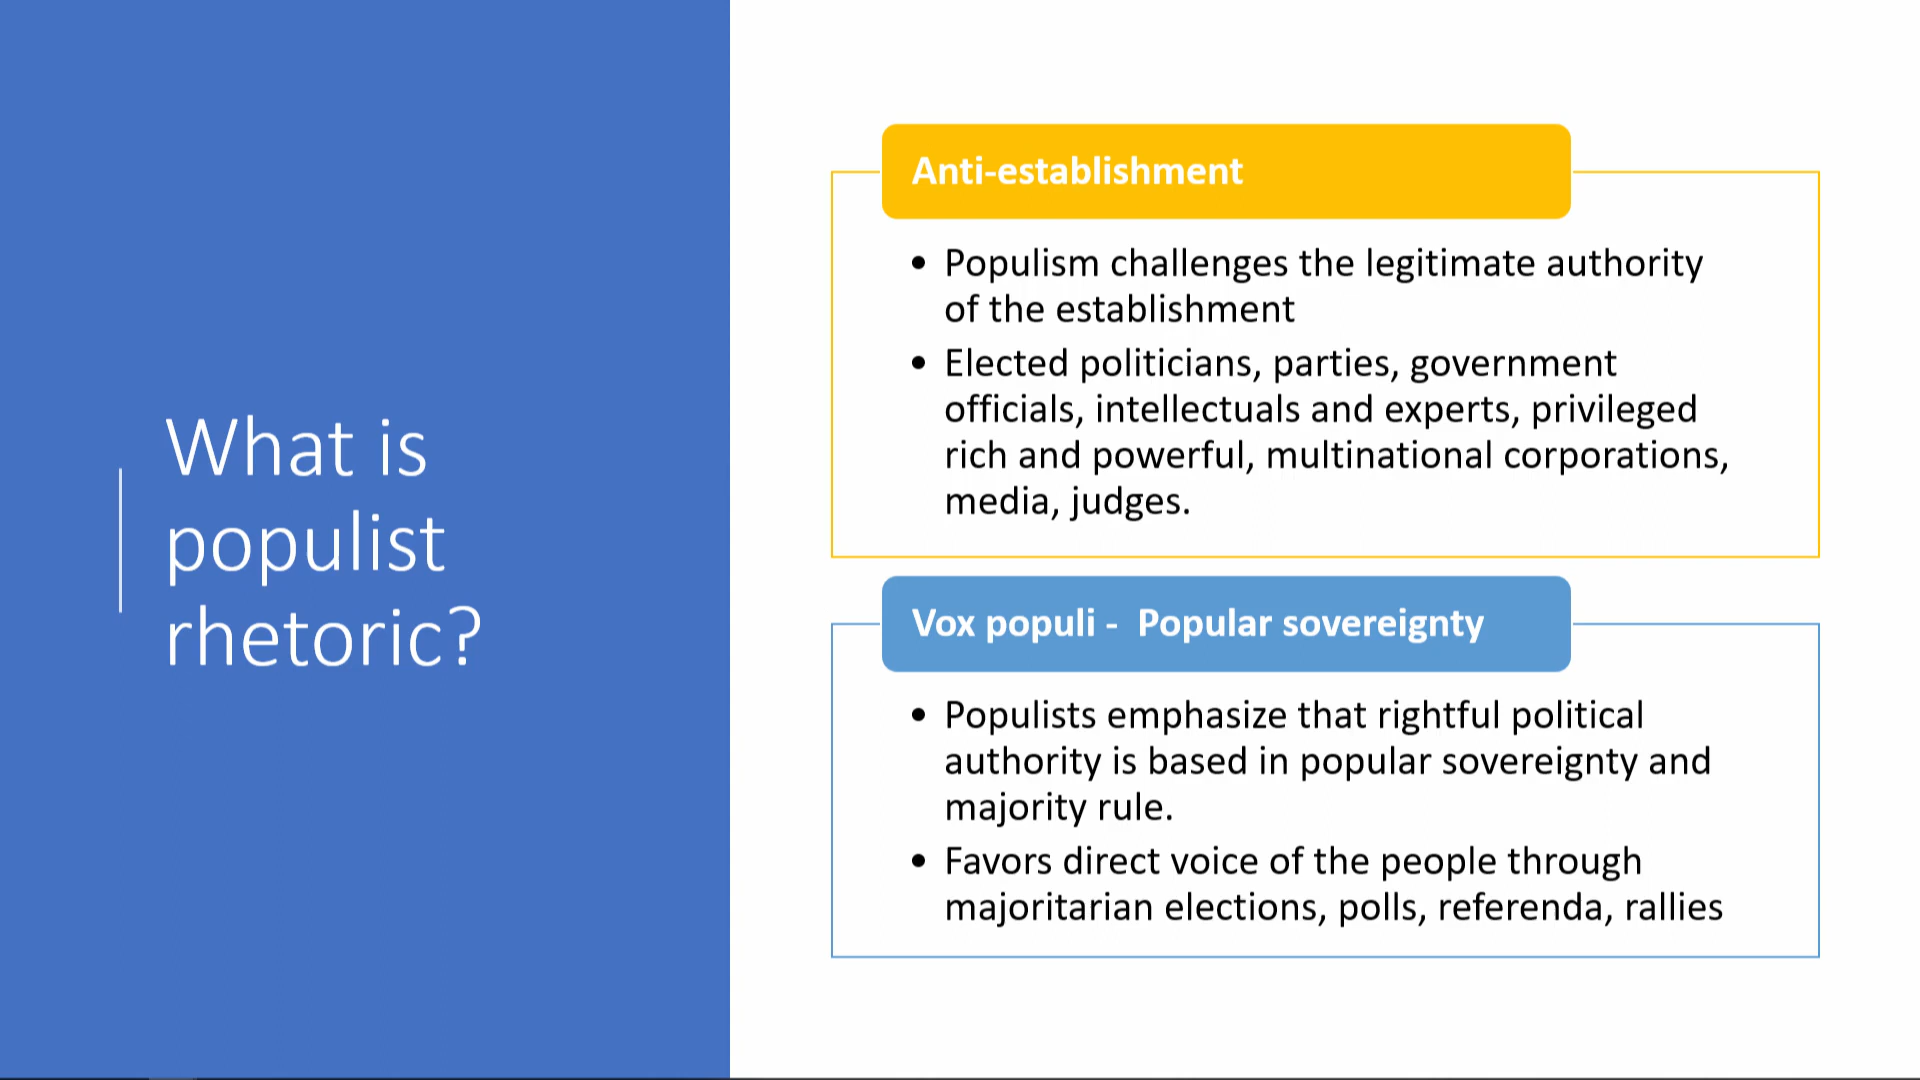 What is
populist
rhetoric?
Anti-establishment
• Populism challenges the legitimate authority
of the establishment
• Elected politicians, parties, government
officials, intellectuals and experts, privileged
rich and powerful, multinational corporations,
media, judges.
Vox populi -  Popular sovereignty
• Populists emphasize that rightful political
authority is based in popular sovereignty and
majority rule.
• Favors direct voice of the people through
majoritarian elections, polls, referenda, rallies